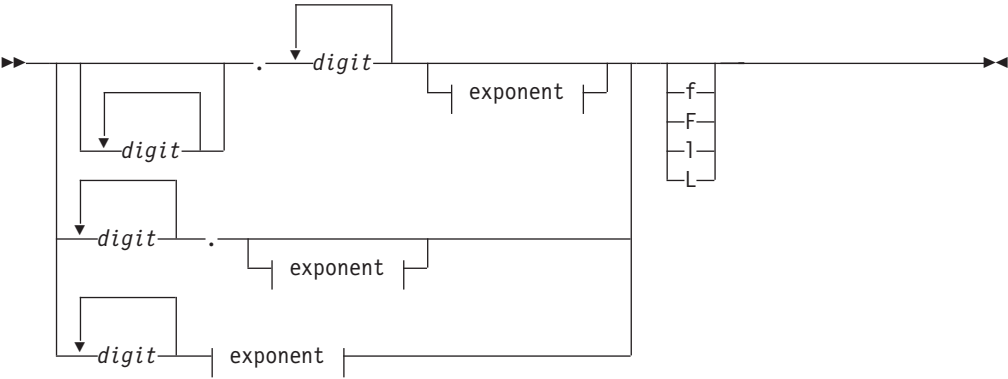 . digit
exponent
f
F
digit
l
L
digit .
exponent
digit exponent